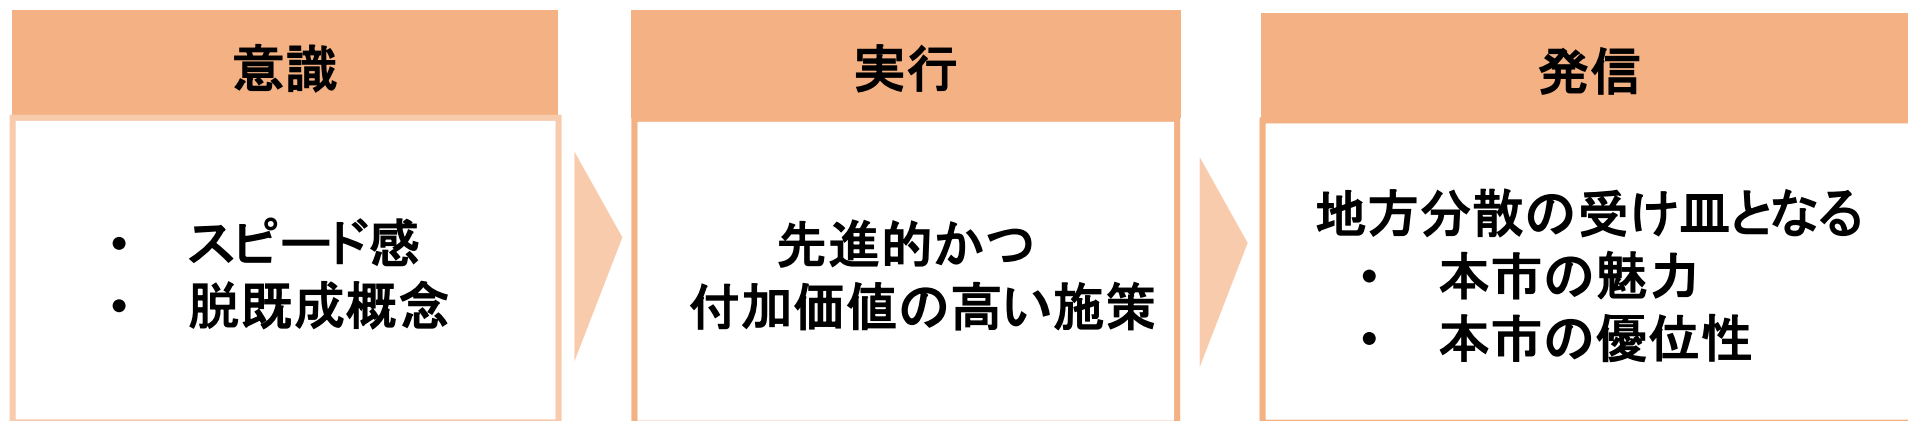 意識
・ スピード感
・ 脱既成概念
実行
先進的かつ
付加価値の高い施策
発信
地方分散の受け皿となる
・ 本市の魅力
・ 本市の優位性